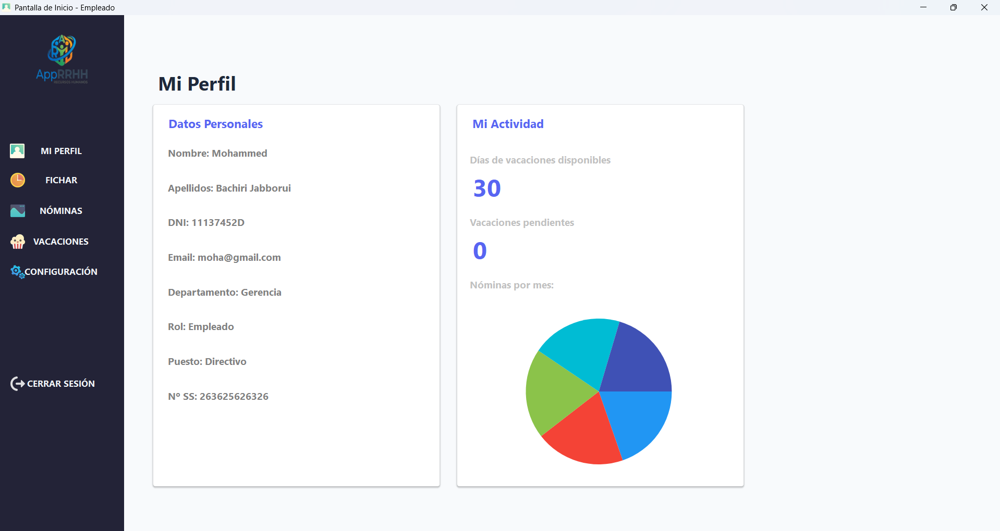 Pantalla de Inicio - Empleado
AppRRHH
RECURSOS HUMANOS
MI PERFIL
FICHAR
NÓMINAS
VACACIONES
CONFIGURACIÓN
CERRAR SESIÓN
Mi Perfil
Datos Personales
Nombre: Mohammed
Apellidos: Bachiri Jabborui
DNI: 11137452D
Email: moha@gmail.com
Departamento: Gerencia
Rol: Empleado
Puesto: Directivo
Nº SS: 263625626326
Mi Actividad
Días de vacaciones disponibles
30
Vacaciones pendientes
0
Nóminas por mes: